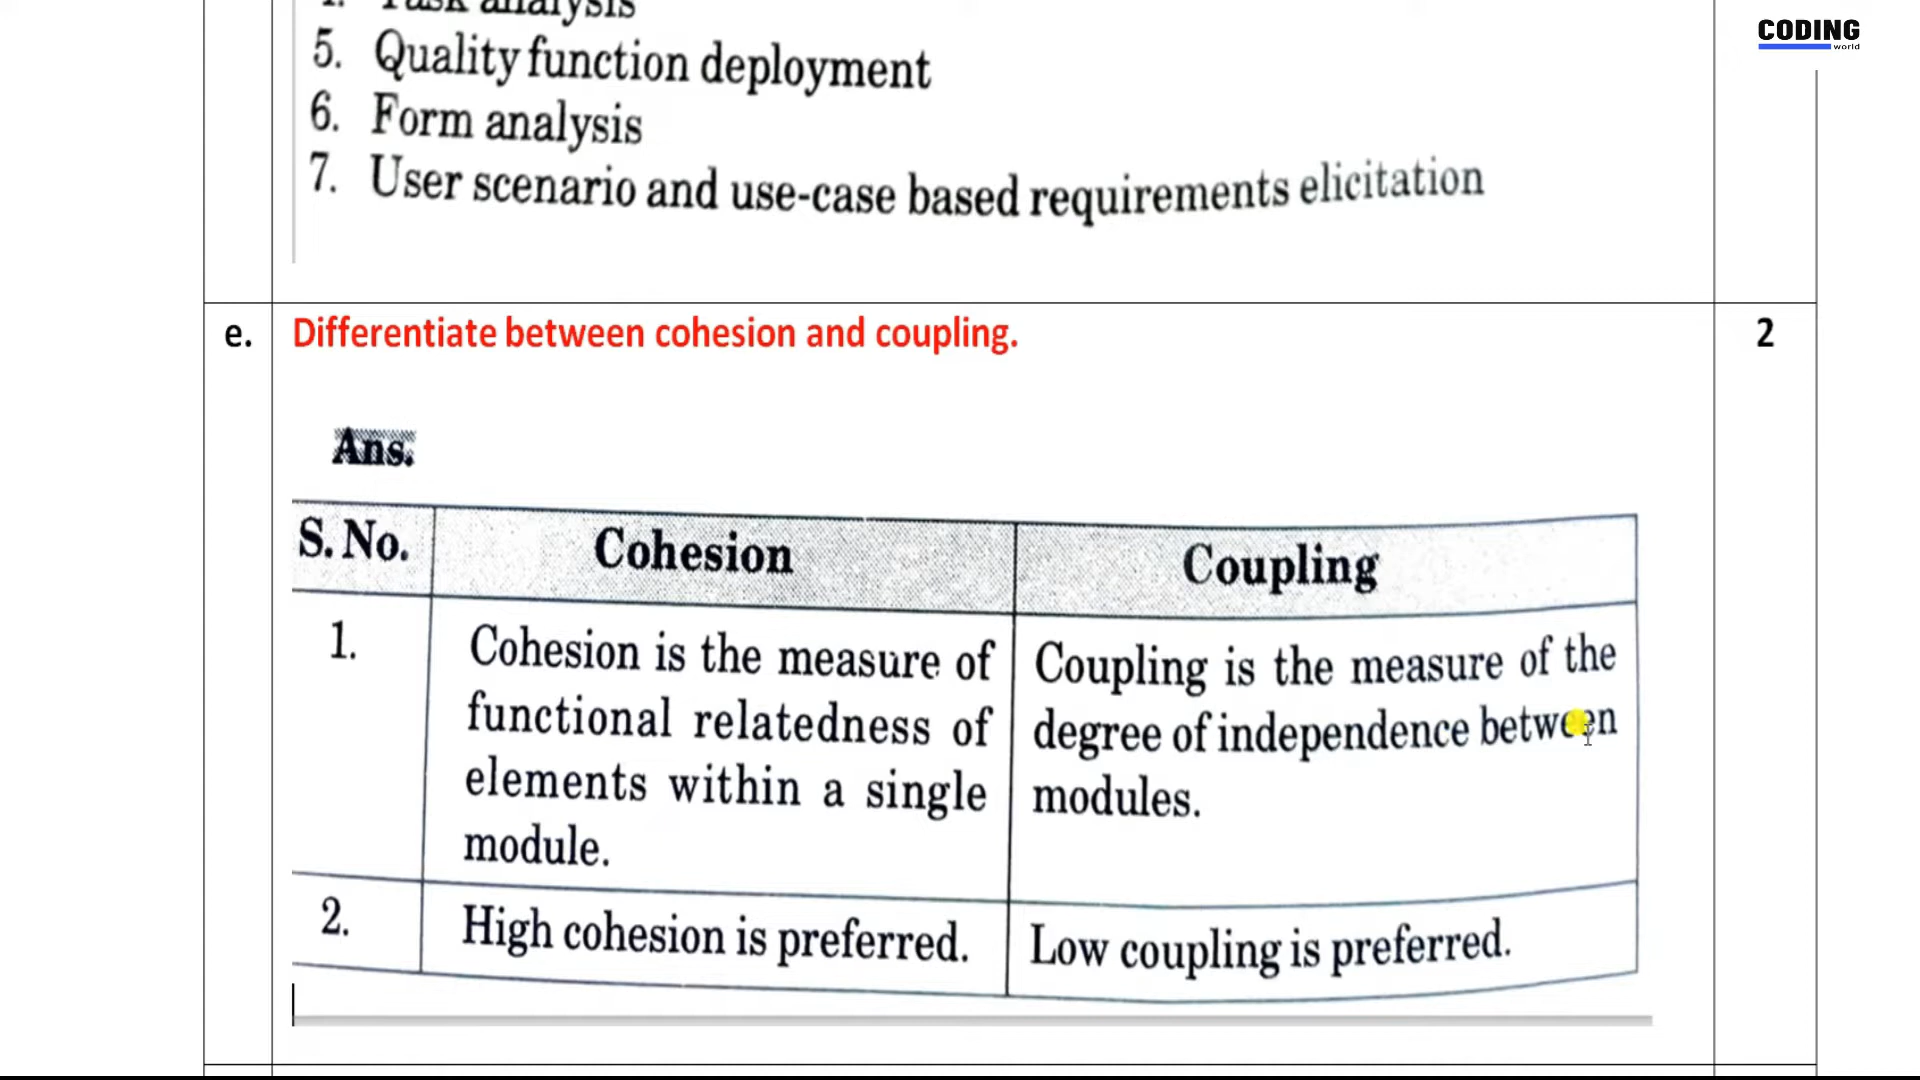 CODING
world
4. Task analysis
5. Quality function deployment
6. Form analysis
7. User scenario and use-case based requirements elicitation
e. Differentiate between cohesion and coupling. 2
Ans.
S. No. Cohesion Coupling
1. Cohesion is the measure of
functional relatedness of
elements within a single
module.
Coupling is the measure of the
degree of independence between
modules.
2. High cohesion is preferred. Low coupling is preferred.